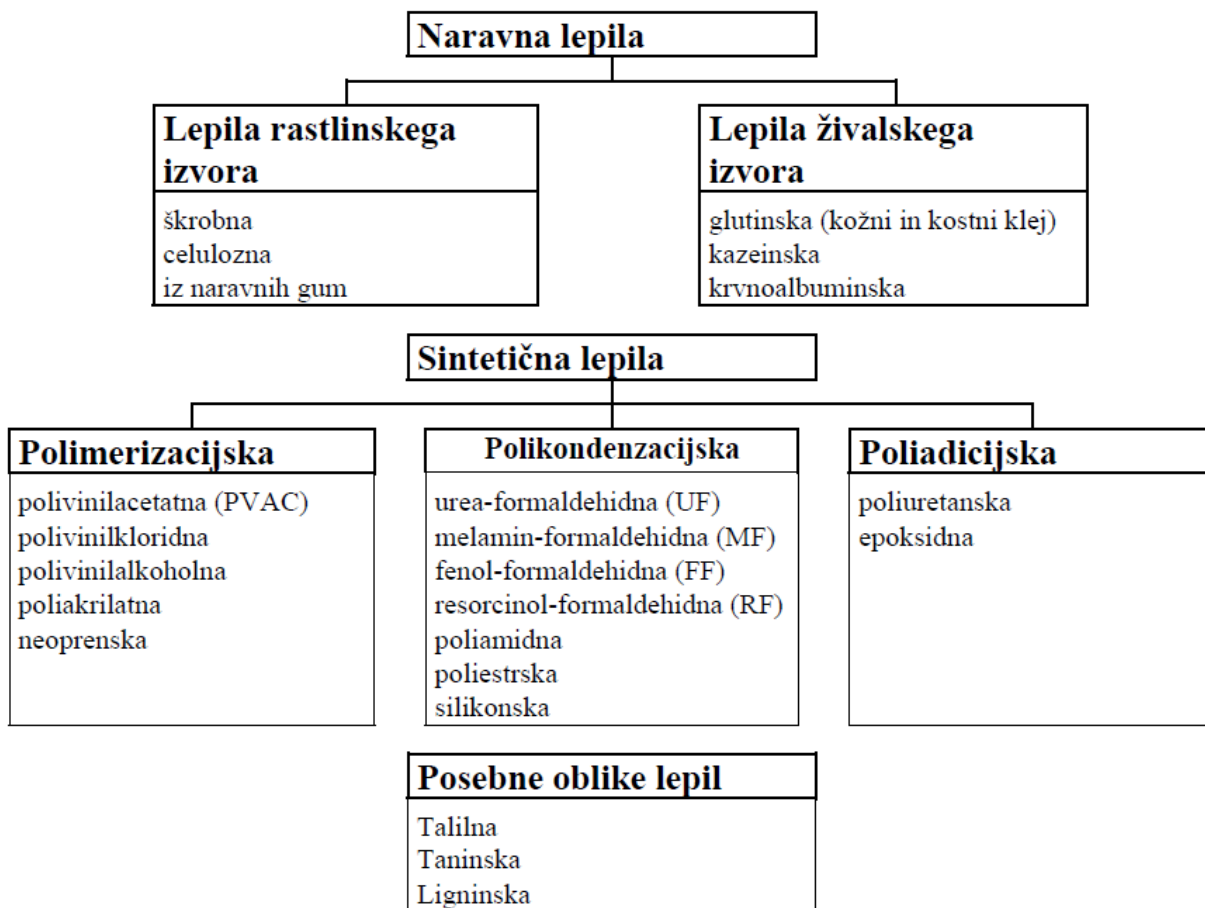 Naravna lepila
Lepila rastlinskega
izvora
škrobna
celulozna
iz naravnih gum
Lepila živalskega
izvora
glutinska (kožni in kostni klej)
kazeinska
krvnoalbuminska
Sintetična lepila
Polimerizacijska
polivinilacetatna (PVAC)
polivinilkloridna
polivinilalkoholna
poliakrilatna
neoprenska
Polikondenzacijska
urea-formaldehidna (UF)
melamin-formaldehidna (MF)
fenol-formaldehidna (FF)
resorcinol-formaldehidna (RF)
poliamidna
poliestrska
silikonska
Poliadicijska
poliuretanska
epoksidna
Posebne oblike lepil
Talilna
Taninska
Ligninska